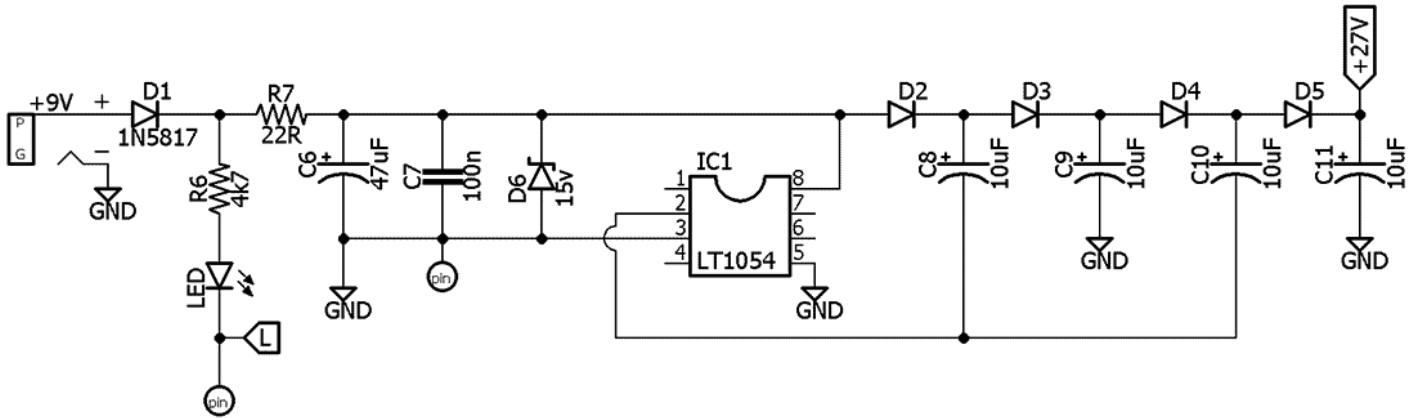 +27V
+9V
+
D1
1N5817
R7
22R
D2
D3
D4
D5
P
G
-
GND
R6
4k7
C6
+
47uF
C7
100n
D6
15v
IC1
1
2
3
4
8
7
6
5
LT1054
C8
+
10uF
C9
+
10uF
C10
+
10uF
C11
+
10uF
LED
pin
GND
GND
GND
GND
L
pin